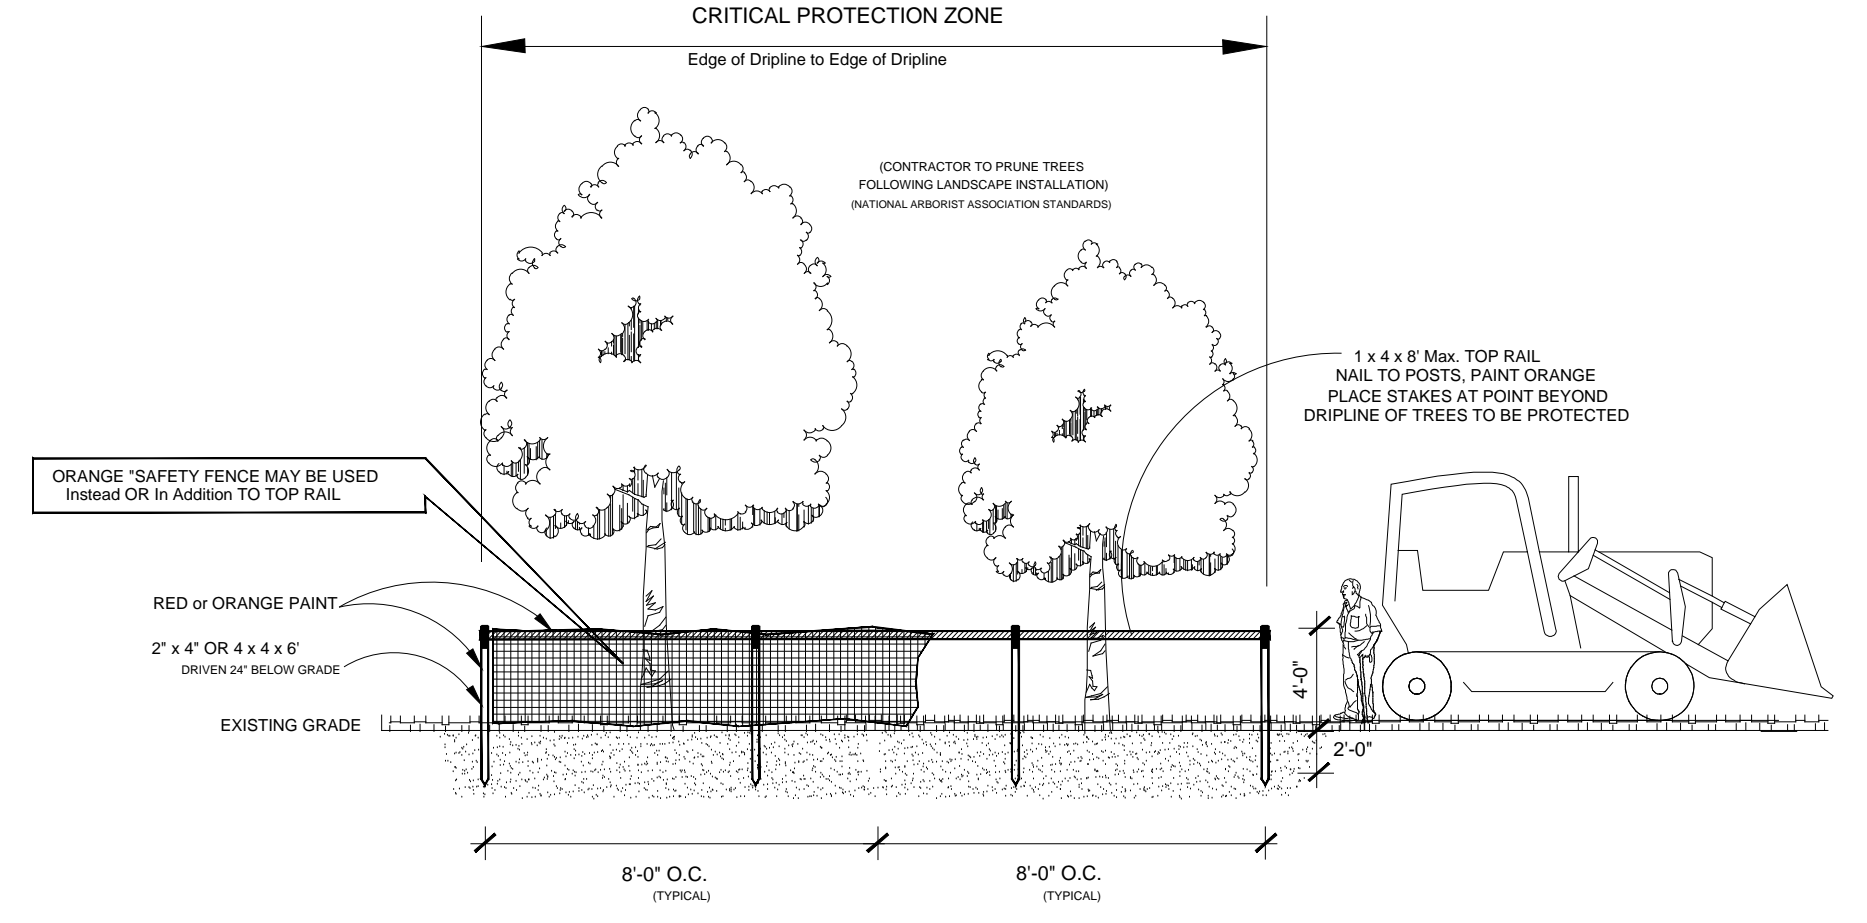 CRITICAL PROTECTION ZONE
Edge of Dripline to Edge of Dripline
(CONTRACTOR TO PRUNE TREES
FOLLOWING LANDSCAPE INSTALLATION)
(NATIONAL ARBORIST ASSOCIATION STANDARDS)
1 x 4 x 8' Max. TOP RAIL
NAIL TO POSTS, PAINT ORANGE
PLACE STAKES AT POINT BEYOND
DRIPLINE OF TREES TO BE PROTECTED
ORANGE "SAFETY FENCE MAY BE USED
Instead OR In Addition TO TOP RAIL
RED or ORANGE PAINT
2" x 4" OR 4 x 4 x 6'
DRIVEN 24" BELOW GRADE
EXISTING GRADE
4'-0"
2'-0"
8'-0" O.C.
(TYPICAL)
8'-0" O.C.
(TYPICAL)